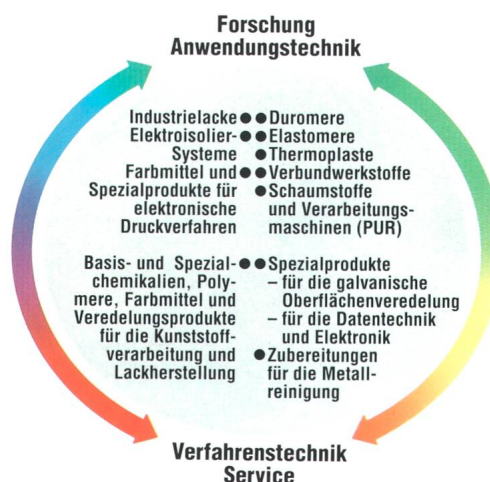 Forschung
Anwendungstechnik
Industrielacke ●
Elektroisolier- ●
Systeme
Farbmittel und ●
Spezialprodukte für
elektronische
Druckverfahren
● Duromere
● Elastomere
● Thermoplaste
● Verbundwerkstoffe
● Schaumstoffe
und Verarbeitungs-
maschinen (PUR)
Basis- und Spezial- ●
chemikalien, Poly-
mere, Farbmittel und
Veredelungsprodukte
für die Kunststoff-
verarbeitung und
Lackherstellung
● Spezialprodukte
– für die galvanische
Oberflächenveredelung
– für die Datentechnik
und Elektronik
● Zubereitungen
für die Metall-
reinigung
Verfahrenstechnik
Service